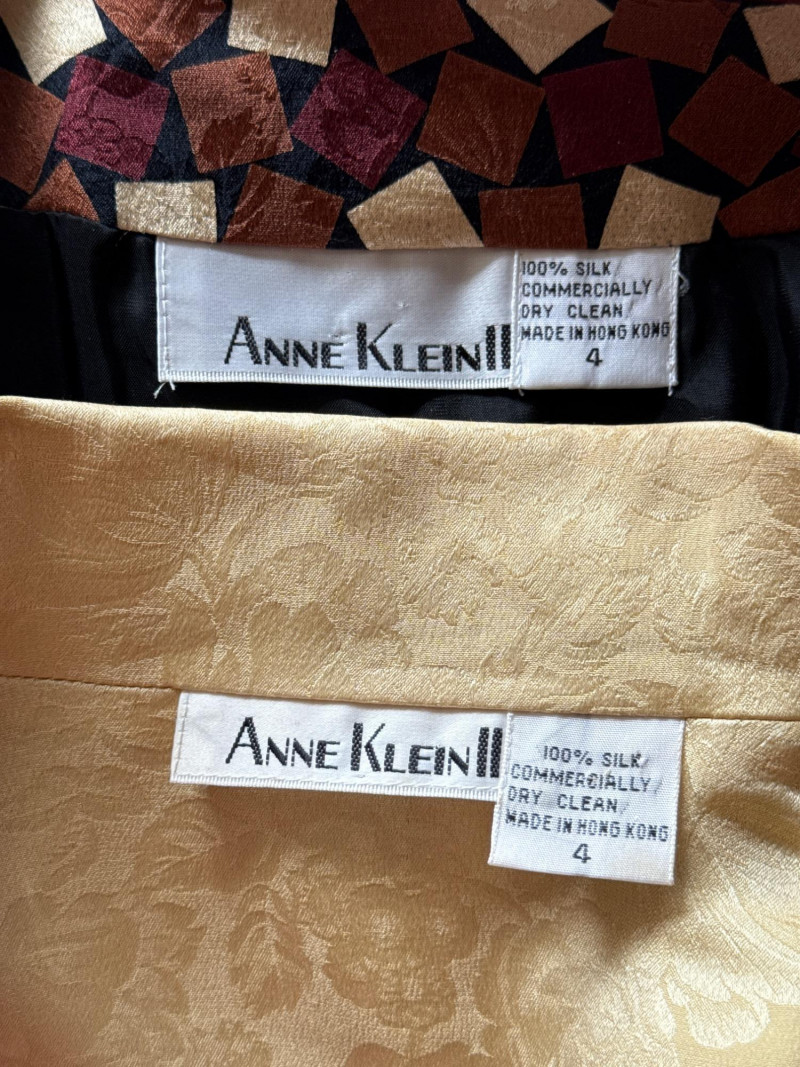 ANNE KLEIN II
100% SILK/
COMMERCIALLY/
DRY CLEAN/
MADE IN HONG KONG
4
ANNE KLEIN II
100% SILK/
COMMERCIALLY/
DRY CLEAN/
MADE IN HONG KONG
4